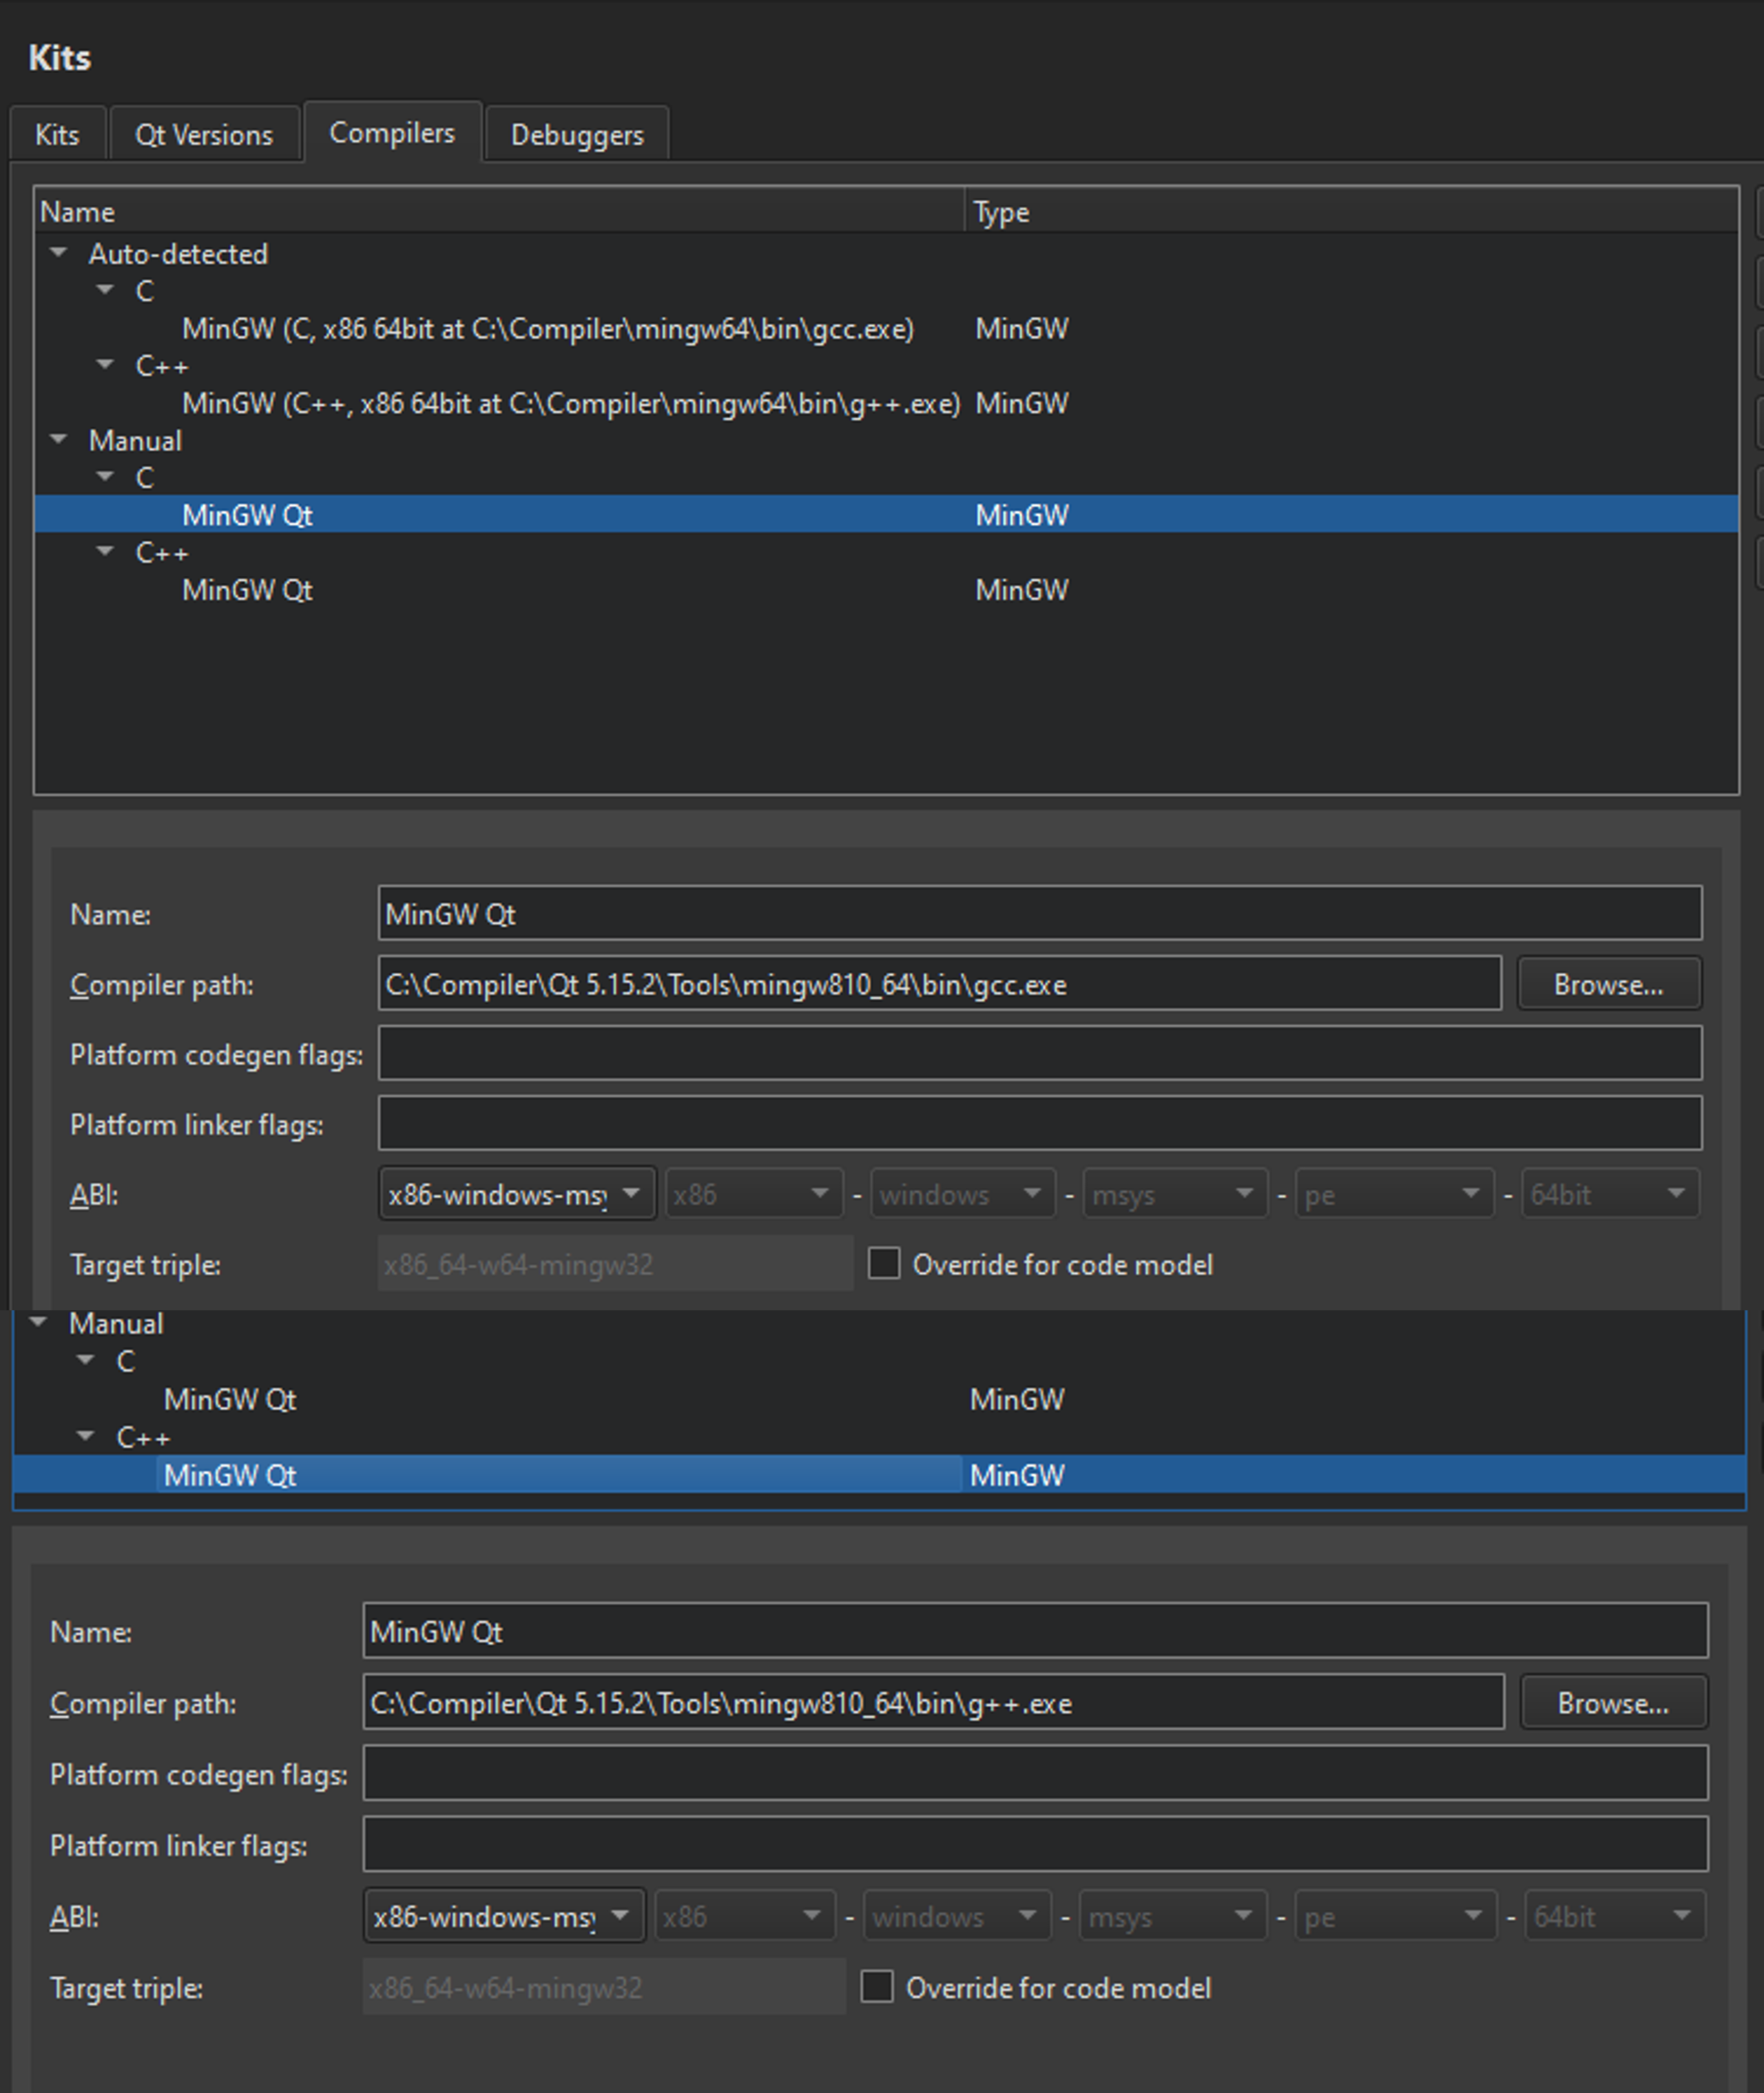 Kits
Kits Qt Versions Compilers Debuggers
Name Type
Auto-detected
C
MinGW (C, x86 64bit at C:\Compiler\mingw64\bin\gcc.exe) MinGW
C++
MinGW (C++, x86 64bit at C:\Compiler\mingw64\bin\g++.exe) MinGW
Manual
C
MinGW Qt MinGW
C++
MinGW Qt MinGW
Name: MinGW Qt
Compiler path: C:\Compiler\Qt 5.15.2\Tools\mingw810_64\bin\gcc.exe Browse...
Platform codegen flags:
Platform linker flags:
ABI: x86-windows-msy x86 - windows - msys - pe - 64bit
Target triple: x86_64-w64-mingw32 Override for code model
Manual
C
MinGW Qt MinGW
C++
MinGW Qt MinGW
Name: MinGW Qt
Compiler path: C:\Compiler\Qt 5.15.2\Tools\mingw810_64\bin\g++.exe Browse...
Platform codegen flags:
Platform linker flags:
ABI: x86-windows-msy x86 - windows - msys - pe - 64bit
Target triple: x86_64-w64-mingw32 Override for code model